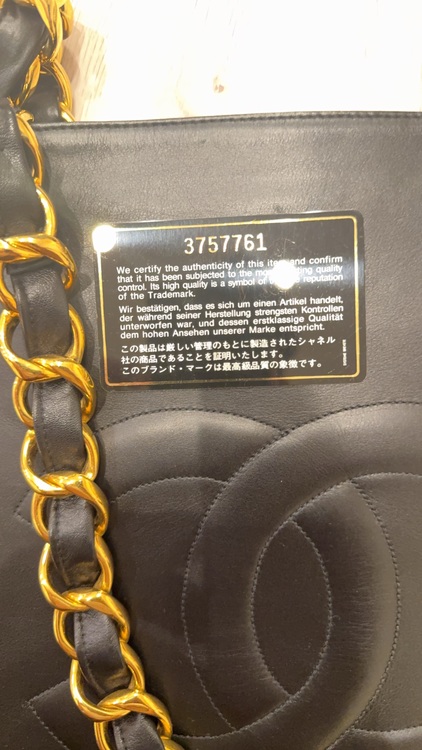 3757761
We certify the authenticity of this item and confirm
that it has been subjected to the most quality
control. Its high quality is a symbol of reputation
of the Trademark.
Wir bestätigen, dass es sich um einen Artikel handelt,
der während seiner Herstellung strengsten Kontrollen
unterworfen war, und dessen erstklassige Qualität
dem hohen Ansehen unserer Marke entspricht.
この製品は厳しい管理のもとに製造されたシャネル
社の商品であることを証明いたします。
このブランド・マークは最高級品質の象徴です。